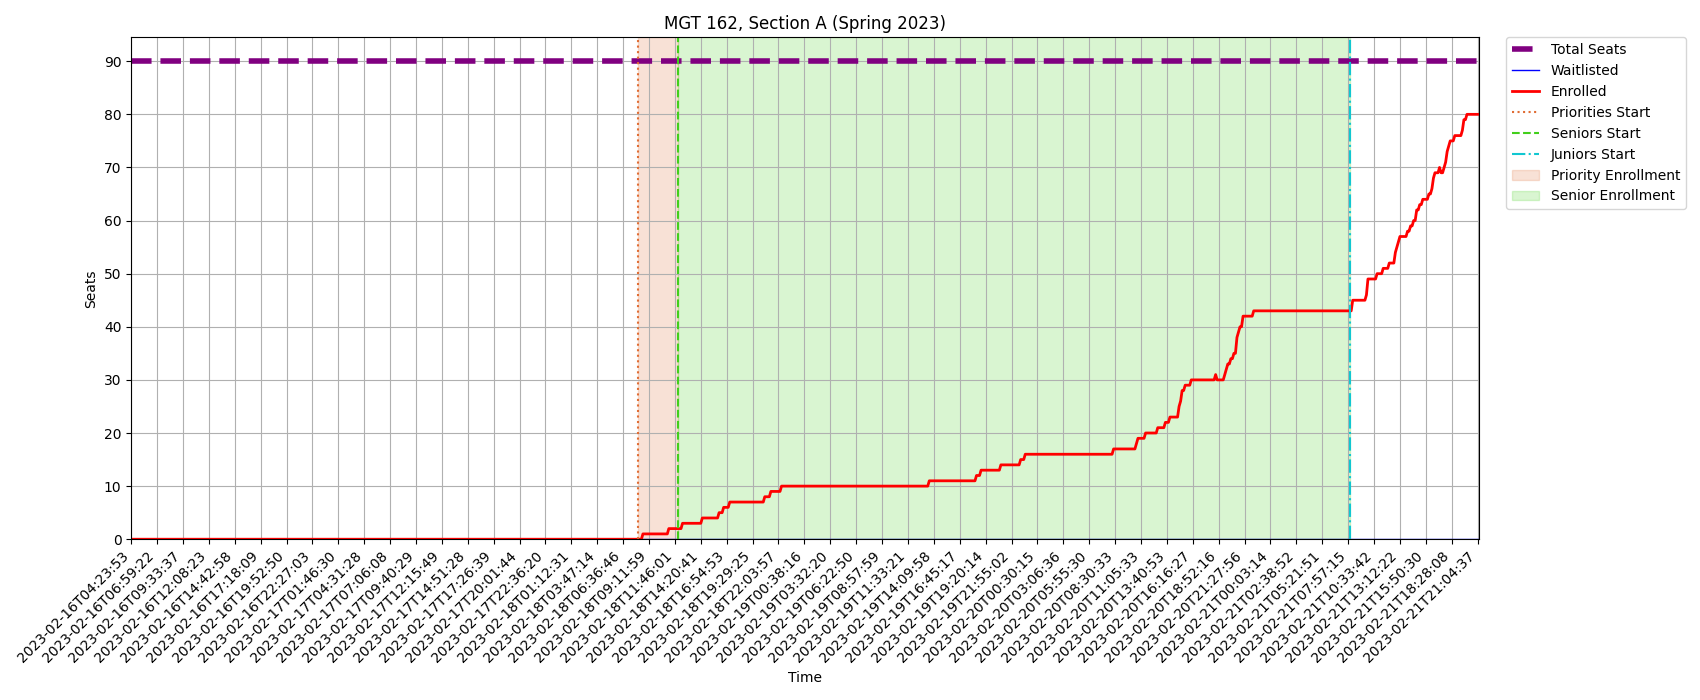 MGT 162, Section A (Spring 2023)
Total Seats
Waitlisted
Enrolled
Priorities Start
Seniors Start
Juniors Start
Priority Enrollment
Senior Enrollment
Seats
90
80
70
60
50
40
30
20
10
0
2023-02-16T04:23:53
2023-02-16T06:59:22
2023-02-16T09:33:37
2023-02-16T12:08:23
2023-02-16T14:42:58
2023-02-16T17:18:09
2023-02-16T19:52:50
2023-02-16T22:27:03
2023-02-17T01:46:30
2023-02-17T04:31:28
2023-02-17T07:06:08
2023-02-17T09:40:29
2023-02-17T12:15:49
2023-02-17T14:51:28
2023-02-17T17:26:39
2023-02-17T20:01:44
2023-02-17T22:36:20
2023-02-18T01:12:31
2023-02-18T03:47:14
2023-02-18T06:36:46
2023-02-18T09:11:59
2023-02-18T11:46:01
2023-02-18T14:20:41
2023-02-18T16:54:53
2023-02-18T19:29:25
2023-02-18T22:03:57
2023-02-19T00:38:16
2023-02-19T03:32:20
2023-02-19T06:22:50
2023-02-19T08:57:59
2023-02-19T11:33:21
2023-02-19T14:09:58
2023-02-19T16:45:17
2023-02-19T19:20:14
2023-02-19T21:55:02
2023-02-20T00:30:15
2023-02-20T03:06:36
2023-02-20T05:55:30
2023-02-20T08:30:33
2023-02-20T11:05:33
2023-02-20T13:40:53
2023-02-20T16:16:27
2023-02-20T18:52:16
2023-02-20T21:27:56
2023-02-21T00:03:14
2023-02-21T02:38:52
2023-02-21T05:21:51
2023-02-21T07:57:15
2023-02-21T10:33:42
2023-02-21T13:12:22
2023-02-21T15:50:30
2023-02-21T18:28:08
2023-02-21T21:04:37
Time